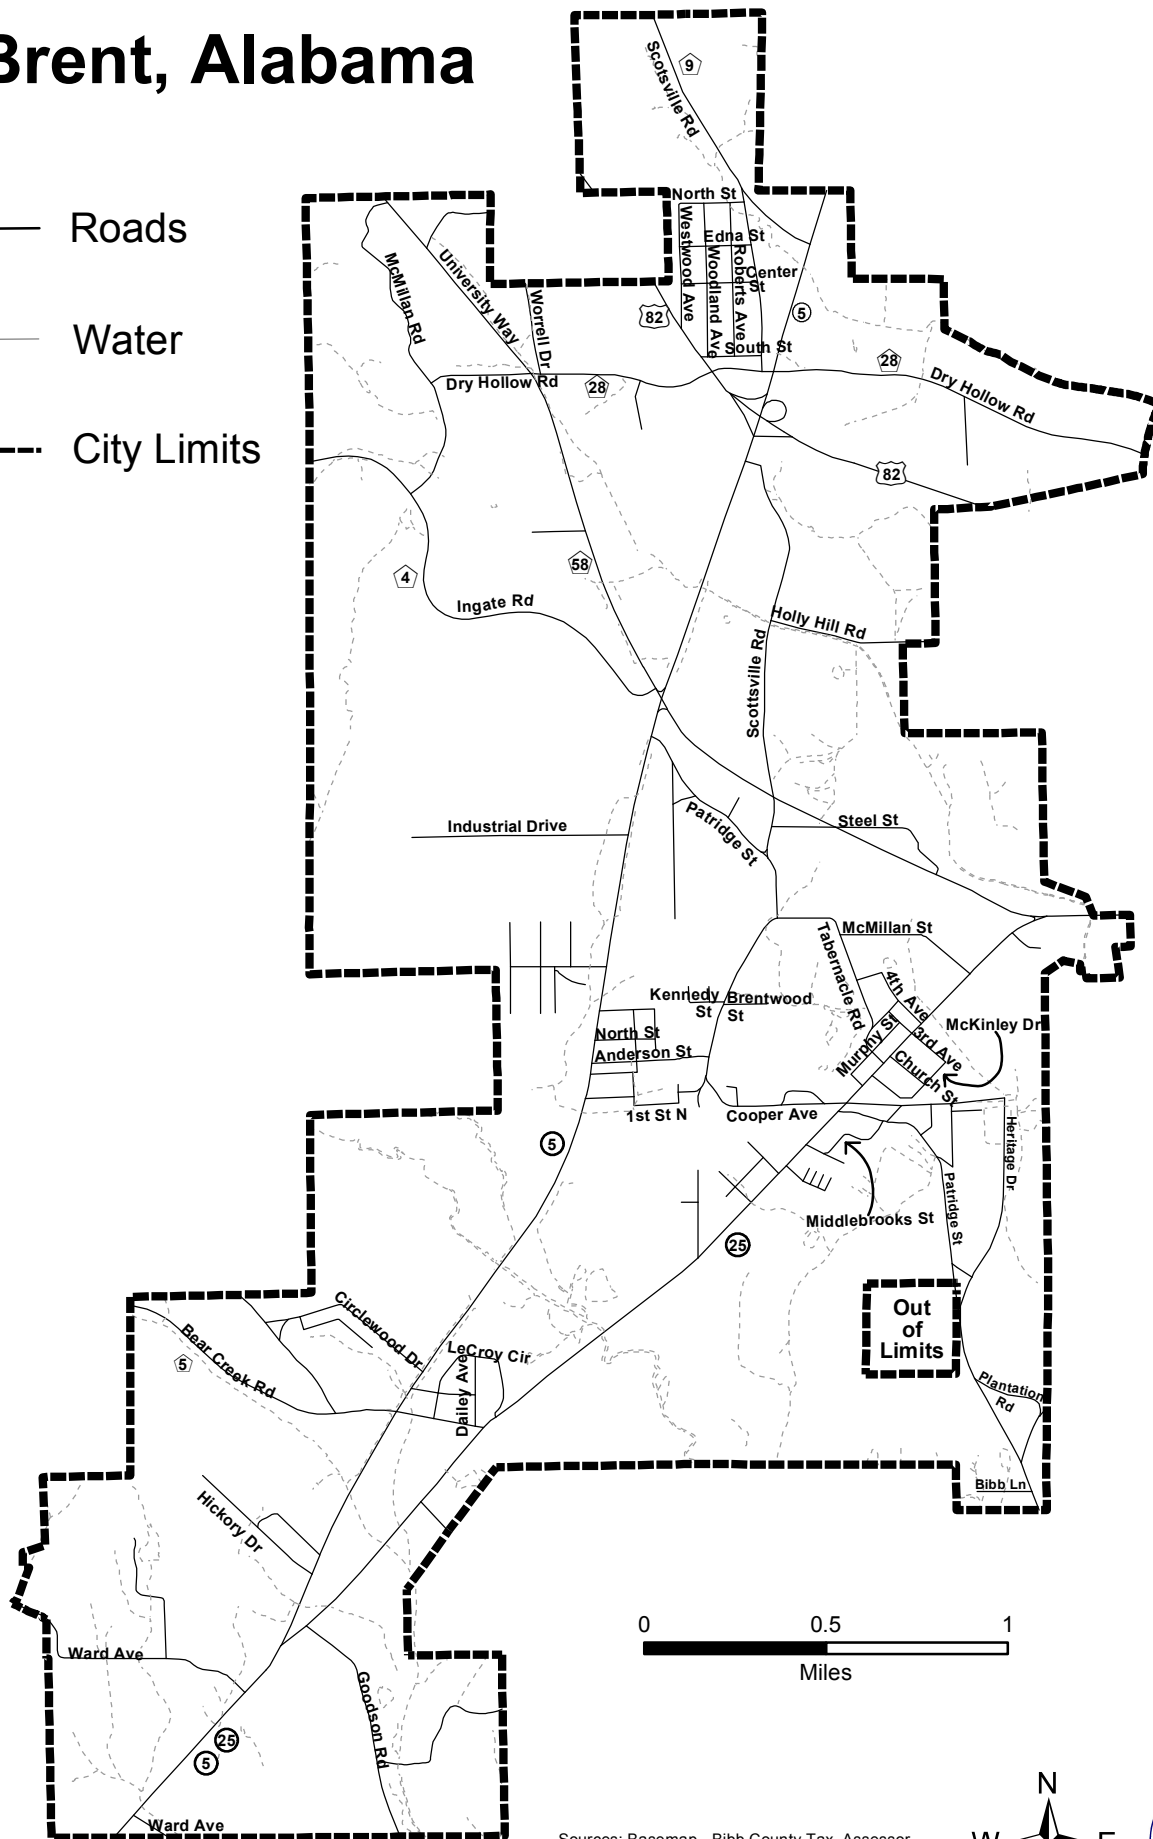 Brent, Alabama
Roads
Water
City Limits
Scotsville Rd
9
North St
Westwood Ave
Edna St
Woodland Ave
Roberts Ave
Center
St
South St
McMillan Rd
University Way
Worrell Dr
82
5
28
Dry Hollow Rd
28
Dry Hollow Rd
82
58
4
Ingate Rd
Holly Hill Rd
Scottsville Rd
Industrial Drive
Patridge St
Steel St
McMillan St
Tabernacle Rd
4th Ave
Kennedy
St
Brentwood
St
McKinley Dr
North St
Murphy St
3rd Ave
Anderson St
Church St
1st St N
Cooper Ave
Heritage Dr
5
Patridge St
Middlebrooks St
25
Out
of
Limits
Circlewood Dr
Bear Creek Rd
5
LeCroy Cir
Dailey Ave
Plantation
Rd
Bibb Ln
Hickory Dr
0 0.5 1
Miles
Ward Ave
Goodson Rd
25
5
Ward Ave
N
W E